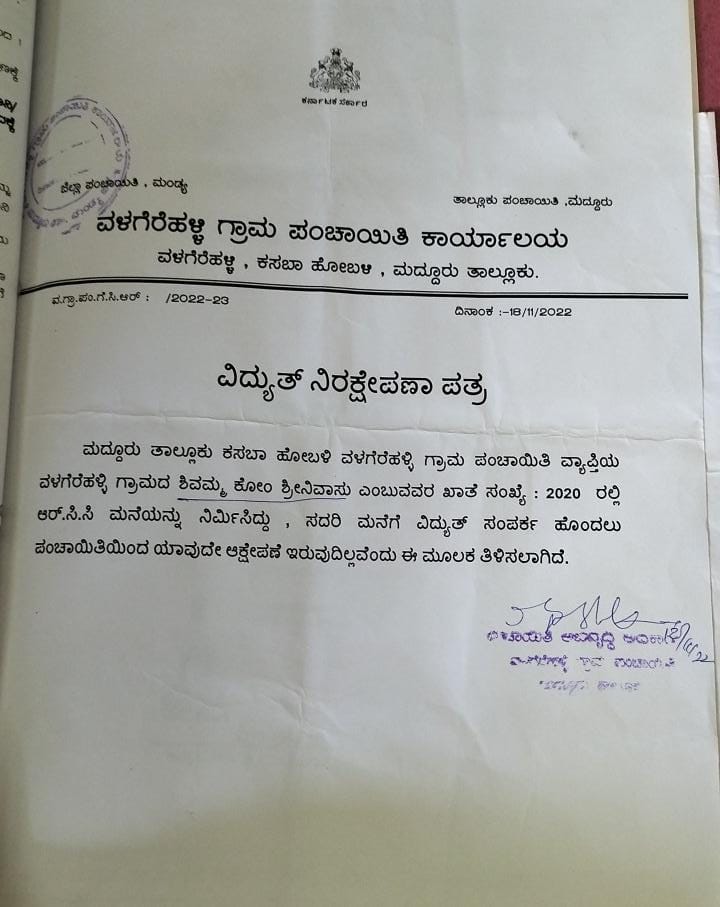 ಕರ್ನಾಟಕ ಸರ್ಕಾರ
ಜಿಲ್ಲಾ ಪಂಚಾಯಿತಿ , ಮಂಡ್ಯ
ತಾಲ್ಲೂಕು ಪಂಚಾಯಿತಿ ,ಮದ್ದೂರು
ವಳಗೆರೆಹಳ್ಳಿ ಗ್ರಾಮ ಪಂಚಾಯಿತಿ ಕಾರ್ಯಾಲಯ
ವಳಗೆರೆಹಳ್ಳಿ , ಕಸಬಾ ಹೋಬಳಿ , ಮದ್ದೂರು ತಾಲ್ಲೂಕು.
ವ.ಗ್ರಾ.ಪಂ.ಗೆ.ಸಿ.ಆರ್ : /2022-23
ದಿನಾಂಕ :-18/11/2022
ವಿದ್ಯುತ್ ನಿರಕ್ಷೇಪಣಾ ಪತ್ರ
ಮದ್ದೂರು ತಾಲ್ಲೂಕು ಕಸಬಾ ಹೋಬಳಿ ವಳಗೆರೆಹಳ್ಳಿ ಗ್ರಾಮ ಪಂಚಾಯಿತಿ ವ್ಯಾಪ್ತಿಯ
ವಳಗೆರೆಹಳ್ಳಿ ಗ್ರಾಮದ ಶಿವಮ್ಮ ಕೋಂ ಶ್ರೀನಿವಾಸು ಎಂಬುವವರ ಖಾತೆ ಸಂಖ್ಯೆ : 2020 ರಲ್ಲಿ
ಆರ್.ಸಿ.ಸಿ ಮನೆಯನ್ನು ನಿರ್ಮಿಸಿದ್ದು , ಸದರಿ ಮನೆಗೆ ವಿದ್ಯುತ್ ಸಂಪರ್ಕ ಹೊಂದಲು
ಪಂಚಾಯಿತಿಯಿಂದ ಯಾವುದೇ ಆಕ್ಷೇಪಣೆ ಇರುವುದಿಲ್ಲವೆಂದು ಈ ಮೂಲಕ ತಿಳಿಸಲಾಗಿದೆ.
ಪಂಚಾಯಿತಿ ಅಭಿವೃದ್ಧಿ ಅಧಿಕಾರಿ
ವಳಗೆರೆಹಳ್ಳಿ ಗ್ರಾಮ ಪಂಚಾಯಿತಿ